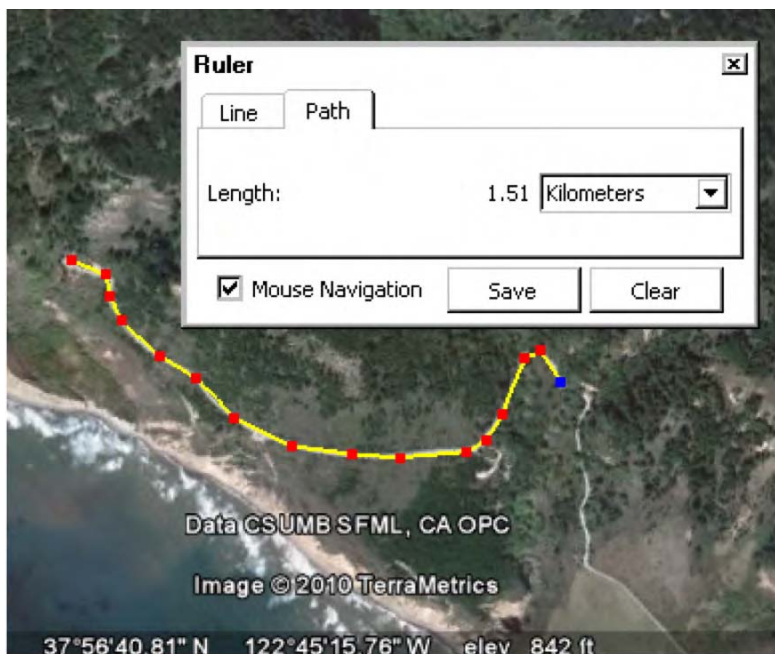 Ruler
Line Path
Length: 1.51 Kilometers
Mouse Navigation Save Clear
Data CSUMB SFML, CA OPC
Image © 2010 TerraMetrics
37°56'40.81" N 122°45'15.76" W elev 842 ft